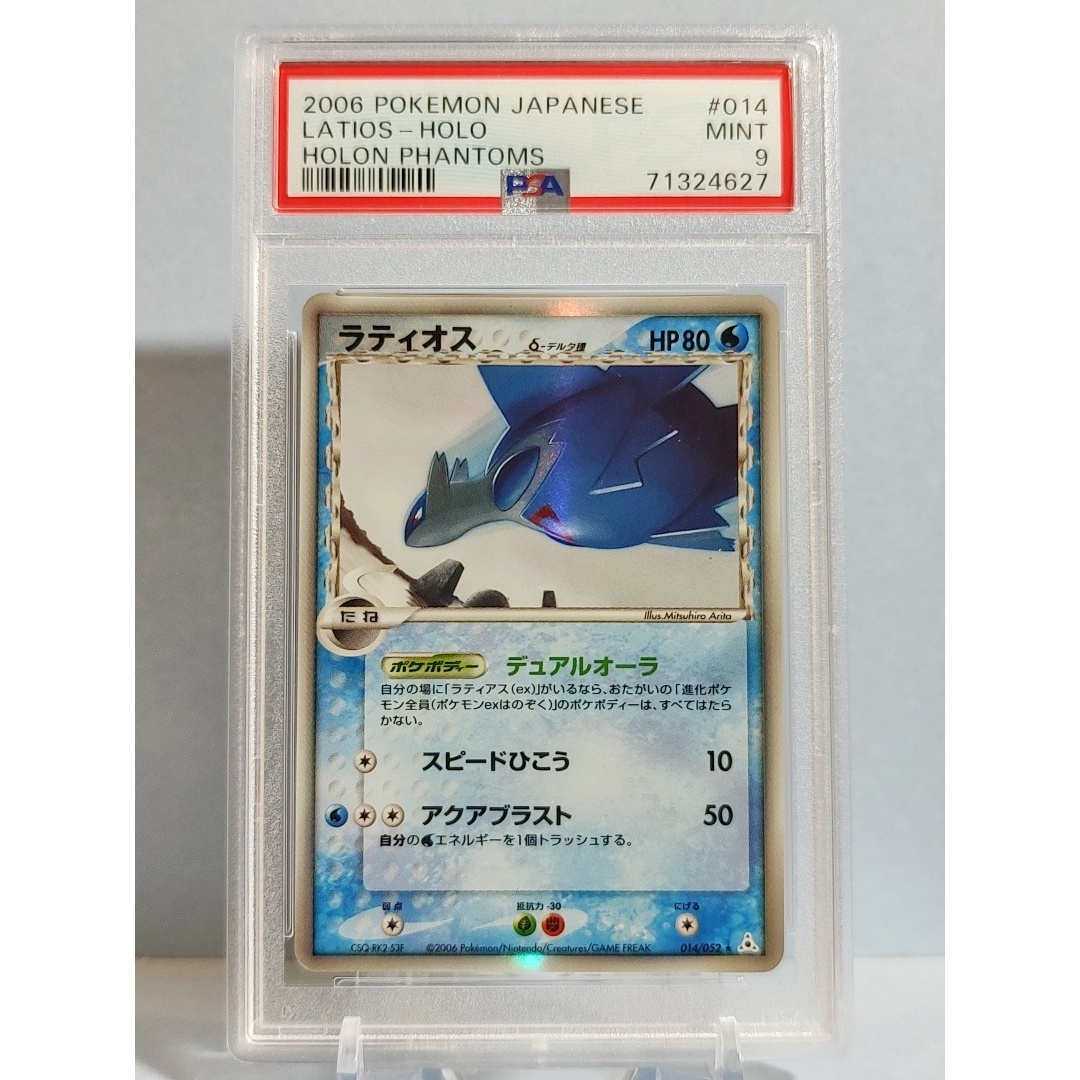 2006 POKEMON JAPANESE #014
LATIOS - HOLO MINT
HOLON PHANTOMS 9
PSA 71324627
ラティオス δ-デルタ種 HP80
たね Illus.Mitsuhiro Arita
ポケボディー デュアルオーラ
自分の場に「ラティアス(ex)」がいるなら、おたがいの「進化ポケ
モン全員(ポケモンexはのぞく)」のポケボディーは、すべてはたら
かない。
スピードひこう 10
アクアブラスト 50
自分のエネルギーを1個トラッシュする。
弱点 抵抗力 -30 にげる
CSQ-RK2-53F ©2006 Pokémon/Nintendo/Creatures/GAME FREAK 014/052 ★